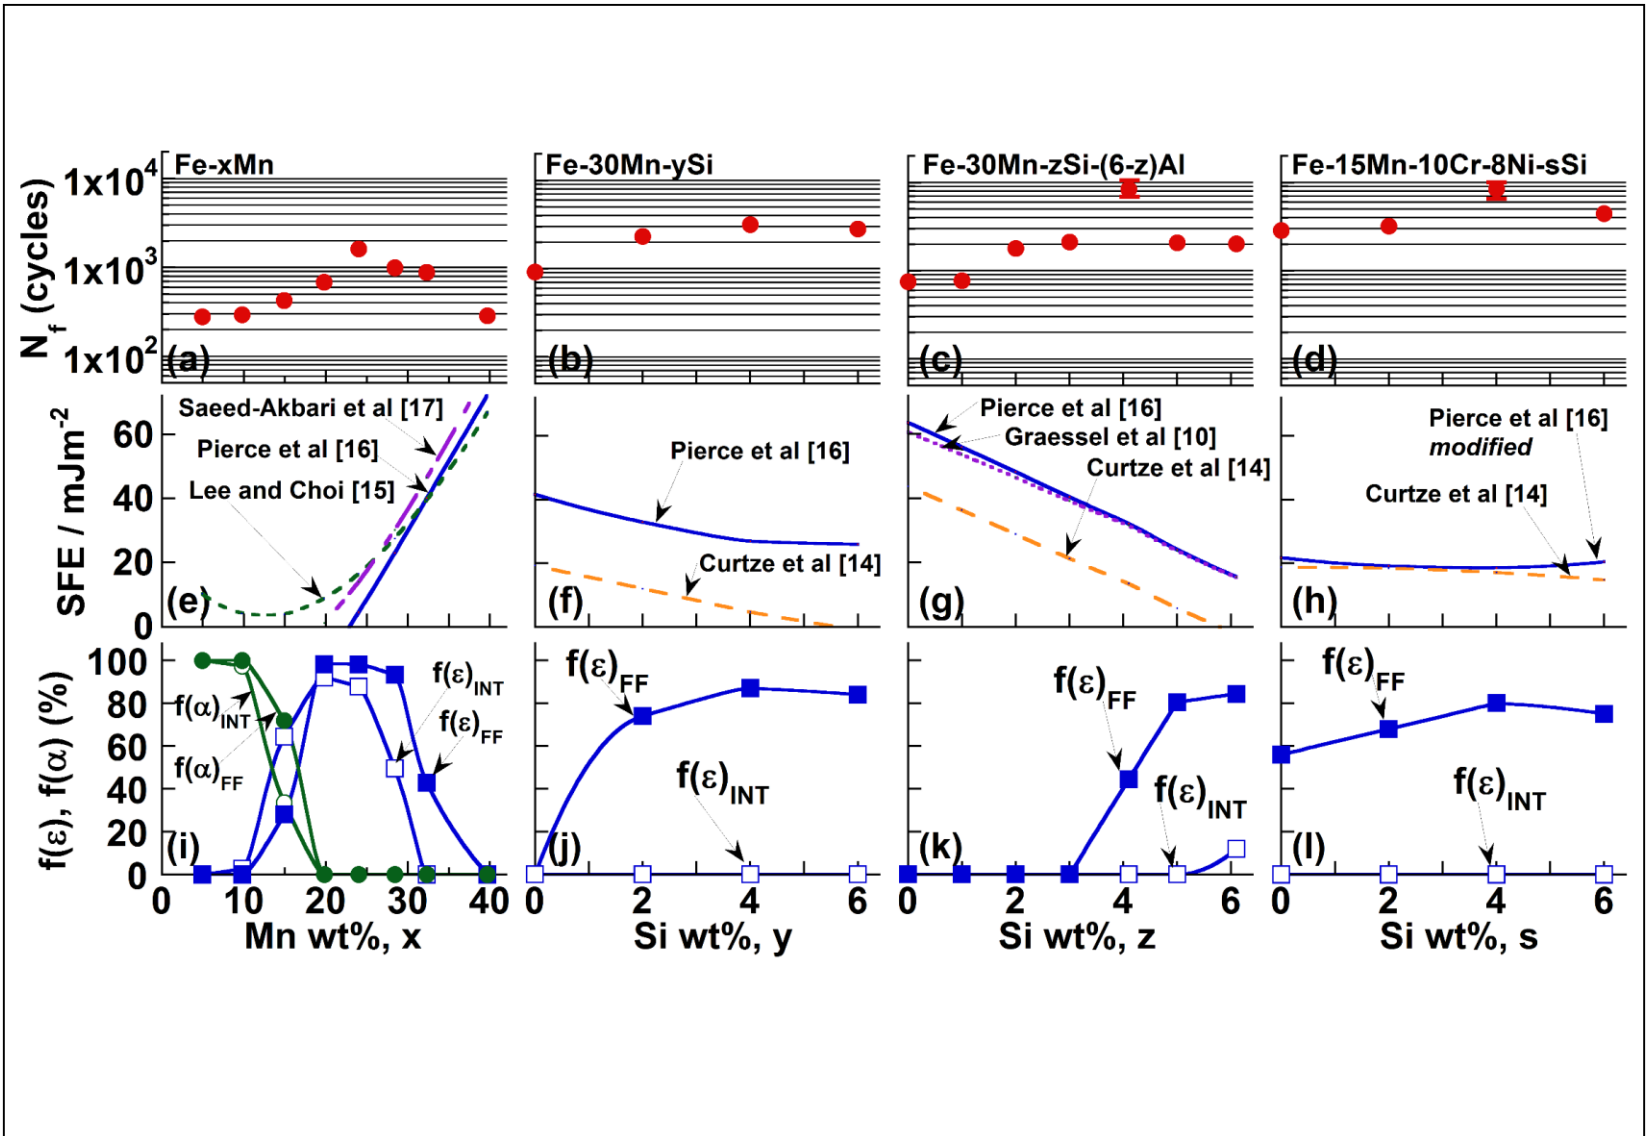 Fe-xMn
Fe-30Mn-ySi
Fe-30Mn-zSi-(6-z)Al
Fe-15Mn-10Cr-8Ni-sSi
N_f (cycles)
1x10^4
1x10^3
1x10^2
(a)
(b)
(c)
(d)
SFE / mJm^-2
60
40
20
0
Saeed-Akbari et al [17]
Pierce et al [16]
Lee and Choi [15]
(e)
Pierce et al [16]
Curtze et al [14]
(f)
Pierce et al [16]
Graessel et al [10]
Curtze et al [14]
(g)
Pierce et al [16]
modified
Curtze et al [14]
(h)
f(ε), f(α) (%)
100
80
60
40
20
0
f(α)_INT
f(α)_FF
f(ε)_INT
f(ε)_FF
(i)
f(ε)_FF
f(ε)_INT
(j)
f(ε)_FF
f(ε)_INT
(k)
f(ε)_FF
f(ε)_INT
(l)
0 10 20 30 40
0 2 4 6
0 2 4 6
0 2 4 6
Mn wt%, x
Si wt%, y
Si wt%, z
Si wt%, s